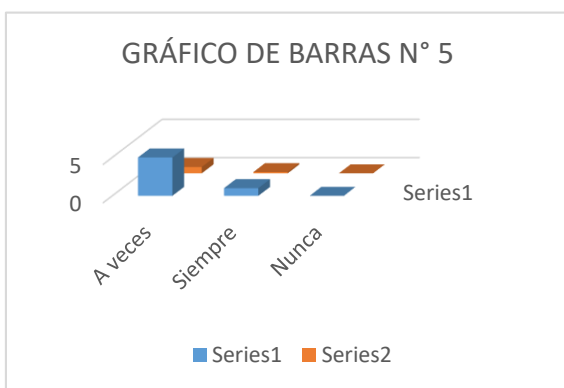 GRÁFICO DE BARRAS N° 5
5
0
Series1
A veces
Siempre
Nunca
Series1 Series2